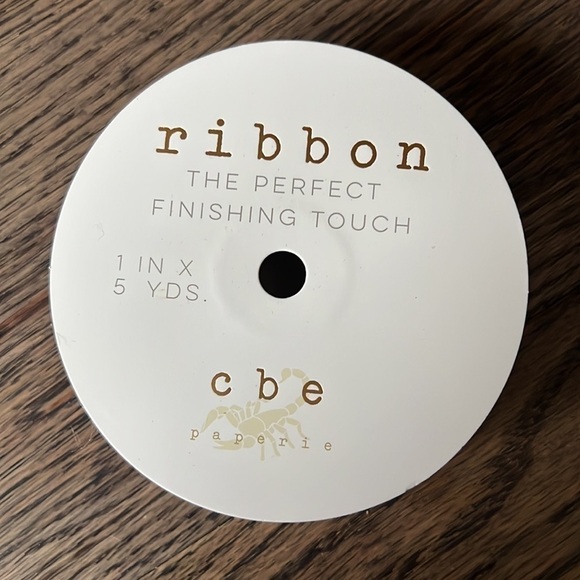 ribbon
THE PERFECT
FINISHING TOUCH
1 IN X
5 YDS.
cbe
paperie